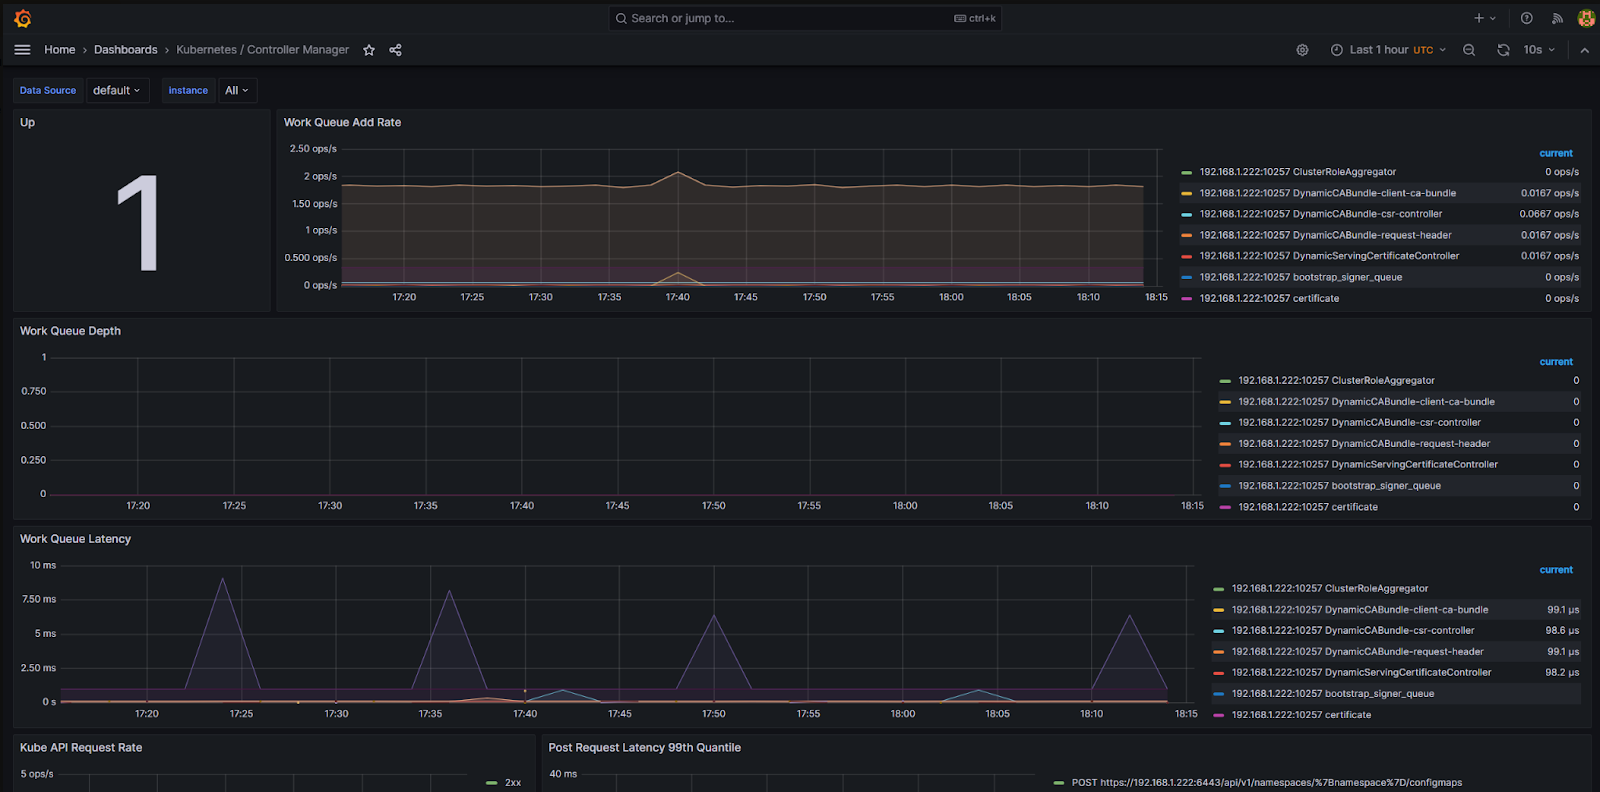 Search or jump to... ctrl+k
Home > Dashboards > Kubernetes / Controller Manager
Last 1 hour UTC 10s
Data Source default instance All
Up
1
Work Queue Add Rate
2.50 ops/s
2 ops/s
1.50 ops/s
1 ops/s
0.500 ops/s
0 ops/s
17:20 17:25 17:30 17:35 17:40 17:45 17:50 17:55 18:00 18:05 18:10 18:15
current
192.168.1.222:10257 ClusterRoleAggregator 0 ops/s
192.168.1.222:10257 DynamicCABundle-client-ca-bundle 0.0167 ops/s
192.168.1.222:10257 DynamicCABundle-csr-controller 0.0667 ops/s
192.168.1.222:10257 DynamicCABundle-request-header 0.0167 ops/s
192.168.1.222:10257 DynamicServingCertificateController 0.0167 ops/s
192.168.1.222:10257 bootstrap_signer_queue 0 ops/s
192.168.1.222:10257 certificate 0 ops/s
Work Queue Depth
1
0.750
0.500
0.250
0
17:20 17:25 17:30 17:35 17:40 17:45 17:50 17:55 18:00 18:05 18:10 18:15
current
192.168.1.222:10257 ClusterRoleAggregator 0
192.168.1.222:10257 DynamicCABundle-client-ca-bundle 0
192.168.1.222:10257 DynamicCABundle-csr-controller 0
192.168.1.222:10257 DynamicCABundle-request-header 0
192.168.1.222:10257 DynamicServingCertificateController 0
192.168.1.222:10257 bootstrap_signer_queue 0
192.168.1.222:10257 certificate 0
Work Queue Latency
10 ms
7.50 ms
5 ms
2.50 ms
0 s
17:20 17:25 17:30 17:35 17:40 17:45 17:50 17:55 18:00 18:05 18:10 18:15
current
192.168.1.222:10257 ClusterRoleAggregator
192.168.1.222:10257 DynamicCABundle-client-ca-bundle 99.1 µs
192.168.1.222:10257 DynamicCABundle-csr-controller 98.6 µs
192.168.1.222:10257 DynamicCABundle-request-header 99.1 µs
192.168.1.222:10257 DynamicServingCertificateController 98.2 µs
192.168.1.222:10257 bootstrap_signer_queue
192.168.1.222:10257 certificate
Kube API Request Rate
5 ops/s
2xx
Post Request Latency 99th Quantile
40 ms
POST https://192.168.1.222:6443/api/v1/namespaces/%7Bnamespace%7D/configmaps